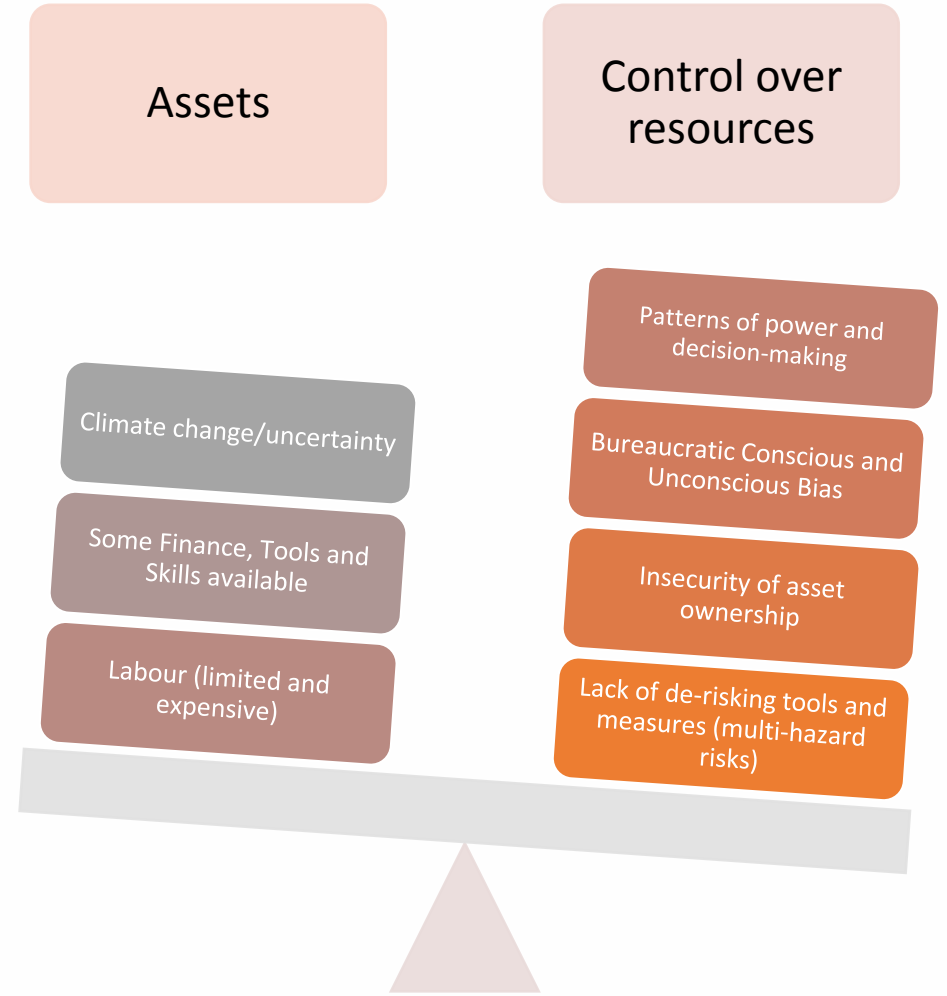 Assets
Control over
resources
Climate change/uncertainty
Some Finance, Tools and
Skills available
Labour (limited and
expensive)
Patterns of power and
decision-making
Bureaucratic Conscious and
Unconscious Bias
Insecurity of asset
ownership
Lack of de-risking tools and
measures (multi-hazard
risks)